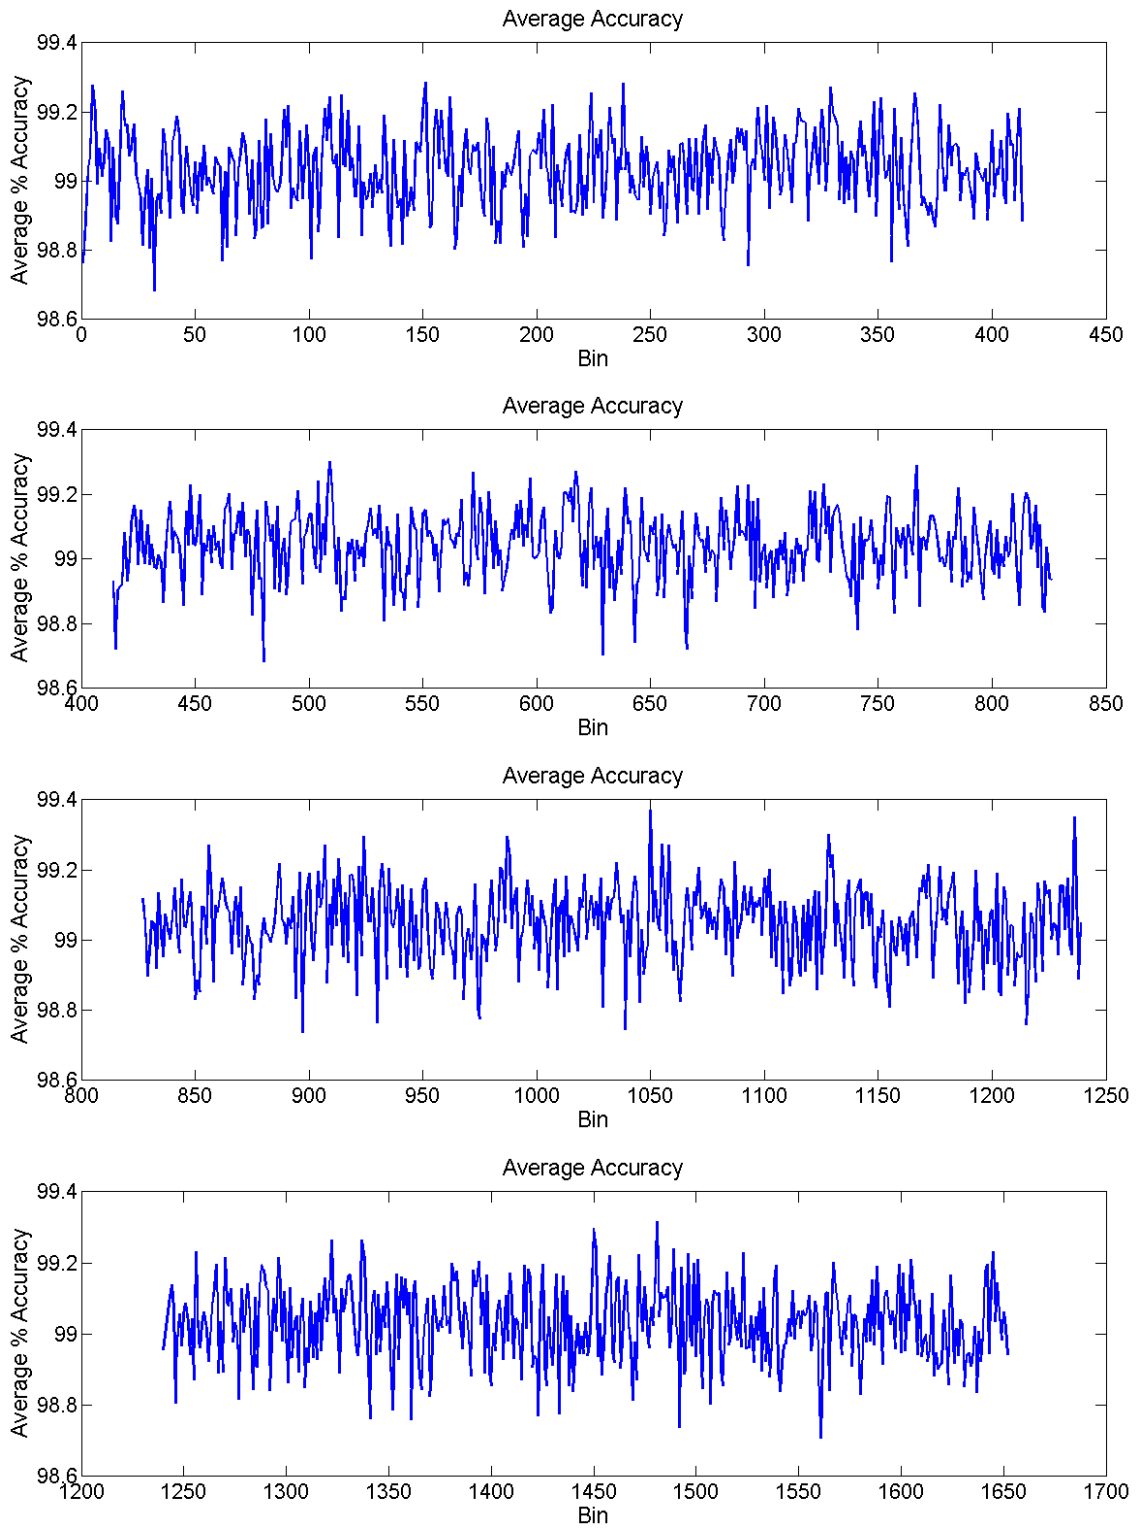 Average Accuracy
Average % Accuracy
99.4
99.2
99
98.8
98.6
0 50 100 150 200 250 300 350 400 450
Bin
Average Accuracy
Average % Accuracy
99.4
99.2
99
98.8
98.6
400 450 500 550 600 650 700 750 800 850
Bin
Average Accuracy
Average % Accuracy
99.4
99.2
99
98.8
98.6
800 850 900 950 1000 1050 1100 1150 1200 1250
Bin
Average Accuracy
Average % Accuracy
99.4
99.2
99
98.8
98.6
1200 1250 1300 1350 1400 1450 1500 1550 1600 1650 1700
Bin